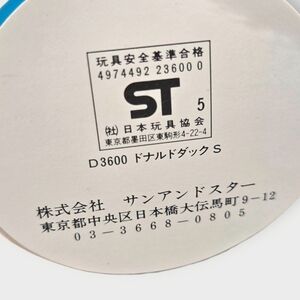 玩具安全基準合格
4974492 23600 0
ST 5
(社)日本玩具協会
東京都墨田区東駒形4-22-4
D3600 ドナルドダック S
株式会社 サンアンドスター
東京都中央区日本橋大伝馬町9-12
03-3668-0805